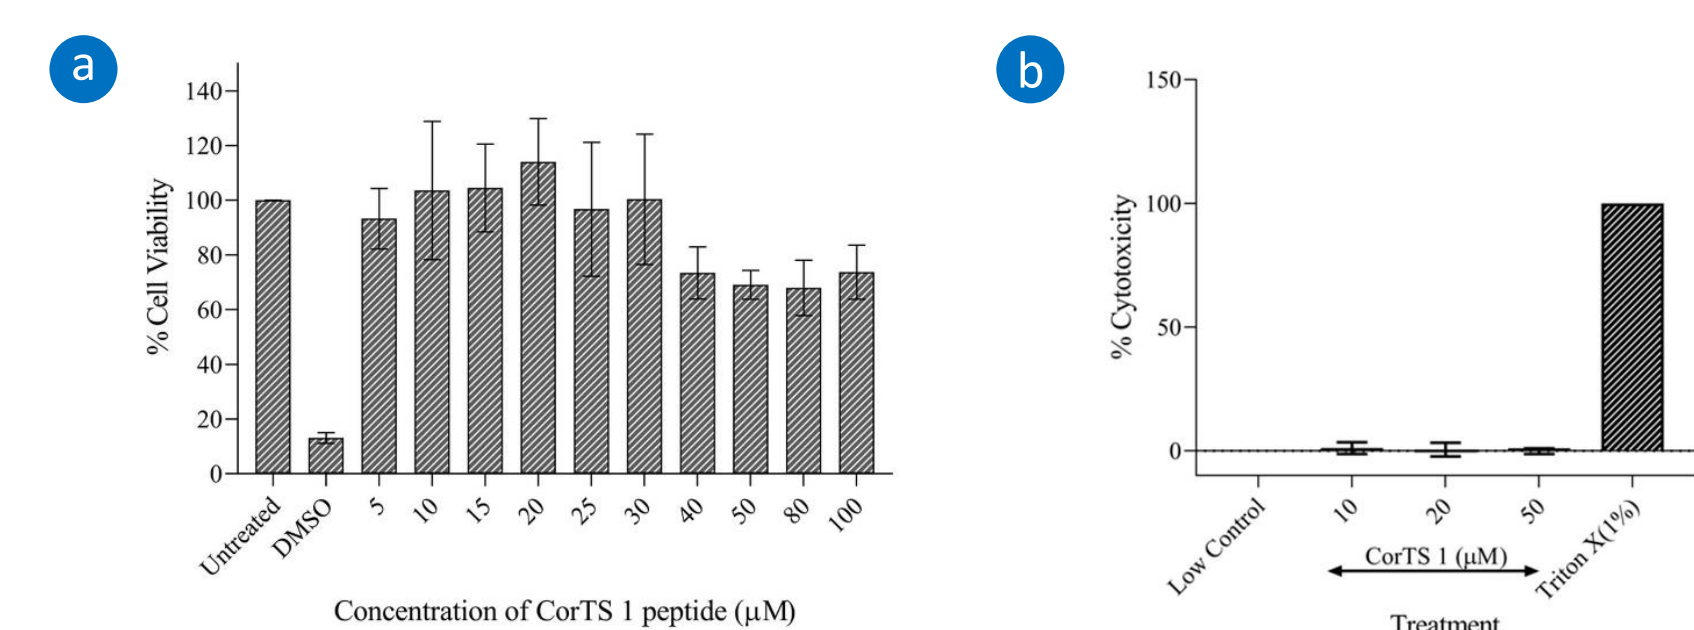 a
140
120
100
80
60
40
20
0
% Cell Viability
Untreated
DMSO
5
10
15
20
25
30
40
50
80
100
Concentration of CorTS 1 peptide (μM)
b
150
100
50
0
% Cytotoxicity
Low Control
10
20
50
Triton X(1%)
CorTS 1 (μM)
Treatment